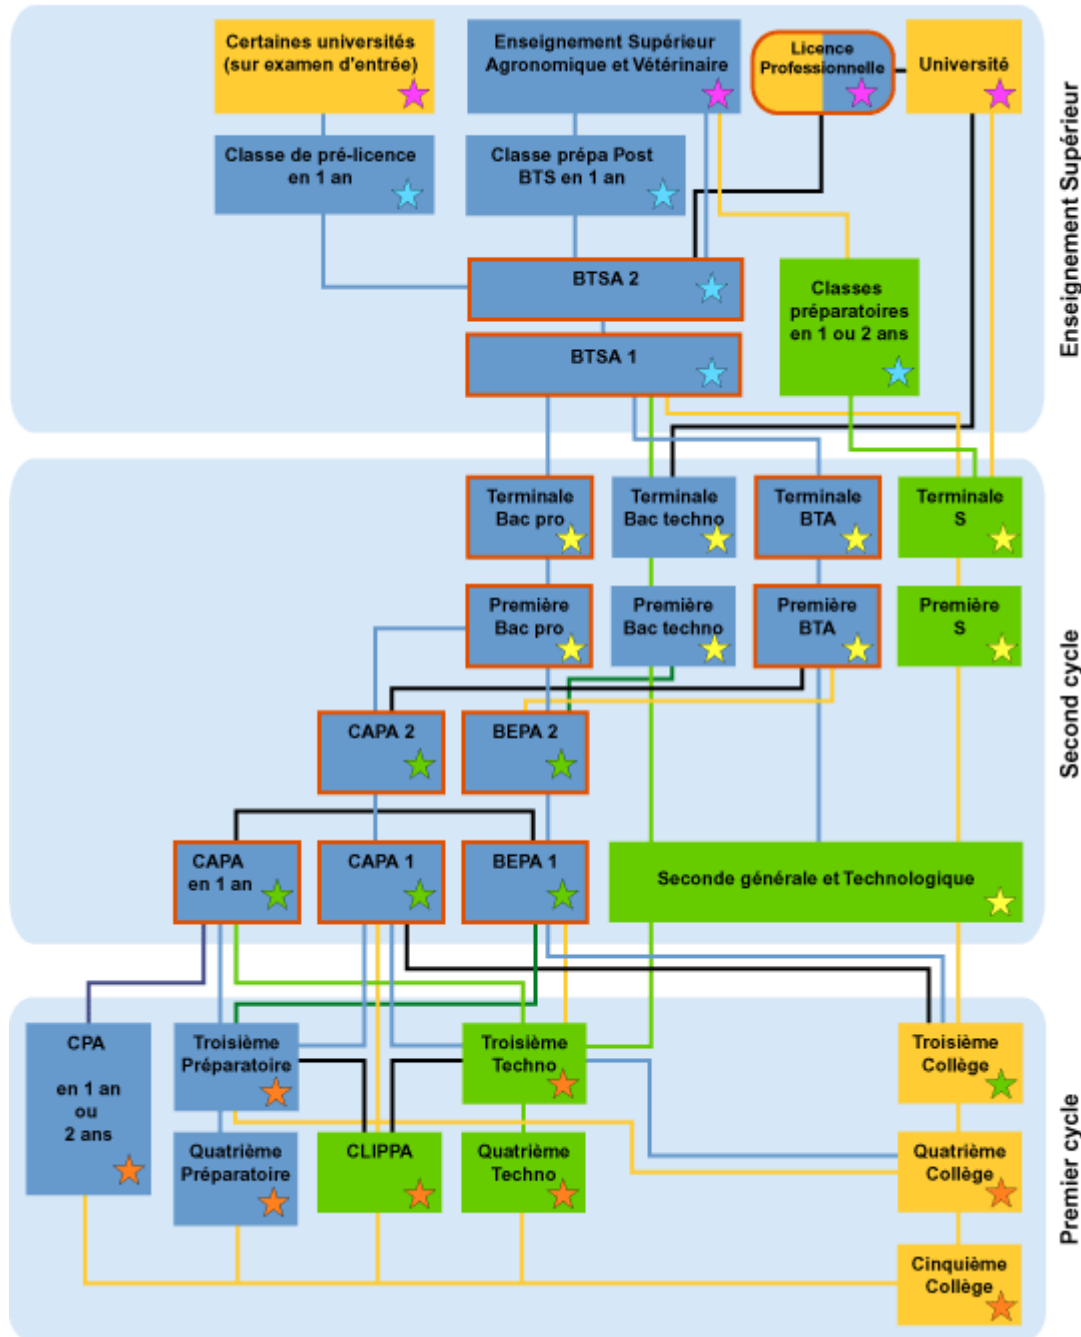 Certaines universités
(sur examen d'entrée)
Enseignement Supérieur
Agronomique et Vétérinaire
Licence
Professionnelle
Université
Classe de pré-licence
en 1 an
Classe prépa Post
BTS en 1 an
BTSA 2
Classes
préparatoires
en 1 ou 2 ans
BTSA 1
Enseignement Supérieur
Terminale
Bac pro
Terminale
Bac techno
Terminale
BTA
Terminale
S
Première
Bac pro
Première
Bac techno
Première
BTA
Première
S
CAPA 2
BEPA 2
CAPA
en 1 an
CAPA 1
BEPA 1
Seconde générale et Technologique
Second cycle
CPA
en 1 an
ou
2 ans
Troisième
Préparatoire
Troisième
Techno
Troisième
Collège
Quatrième
Préparatoire
CLIPPA
Quatrième
Techno
Quatrième
Collège
Cinquième
Collège
Premier cycle